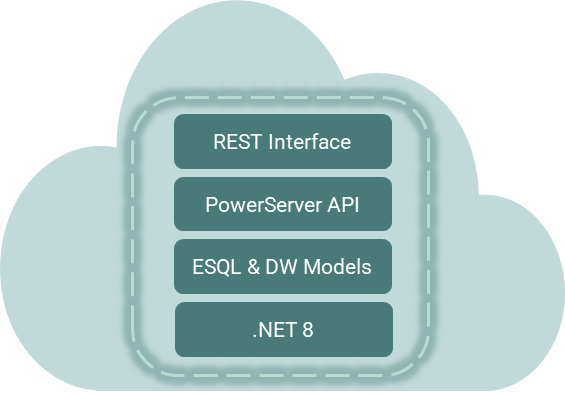 REST Interface
PowerServer API
ESQL & DW Models
.NET 8